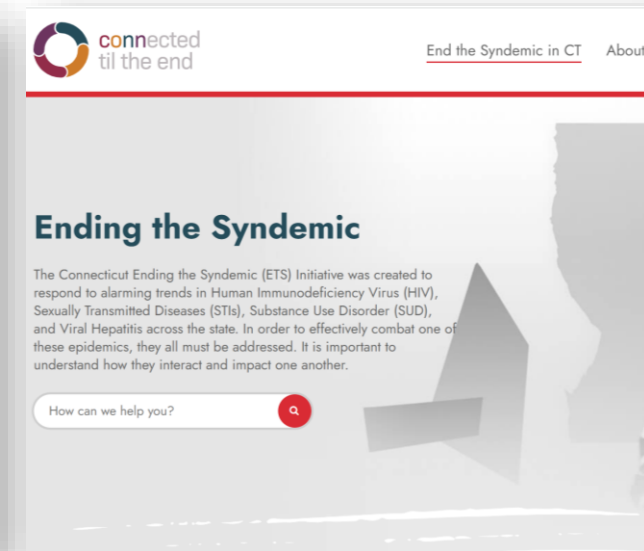 connected
til the end
End the Syndemic in CT
About
Ending the Syndemic
The Connecticut Ending the Syndemic (ETS) Initiative was created to
respond to alarming trends in Human Immunodeficiency Virus (HIV),
Sexually Transmitted Diseases (STIs), Substance Use Disorder (SUD),
and Viral Hepatitis across the state. In order to effectively combat one of
these epidemics, they all must be addressed. It is important to
understand how they interact and impact one another.
How can we help you?